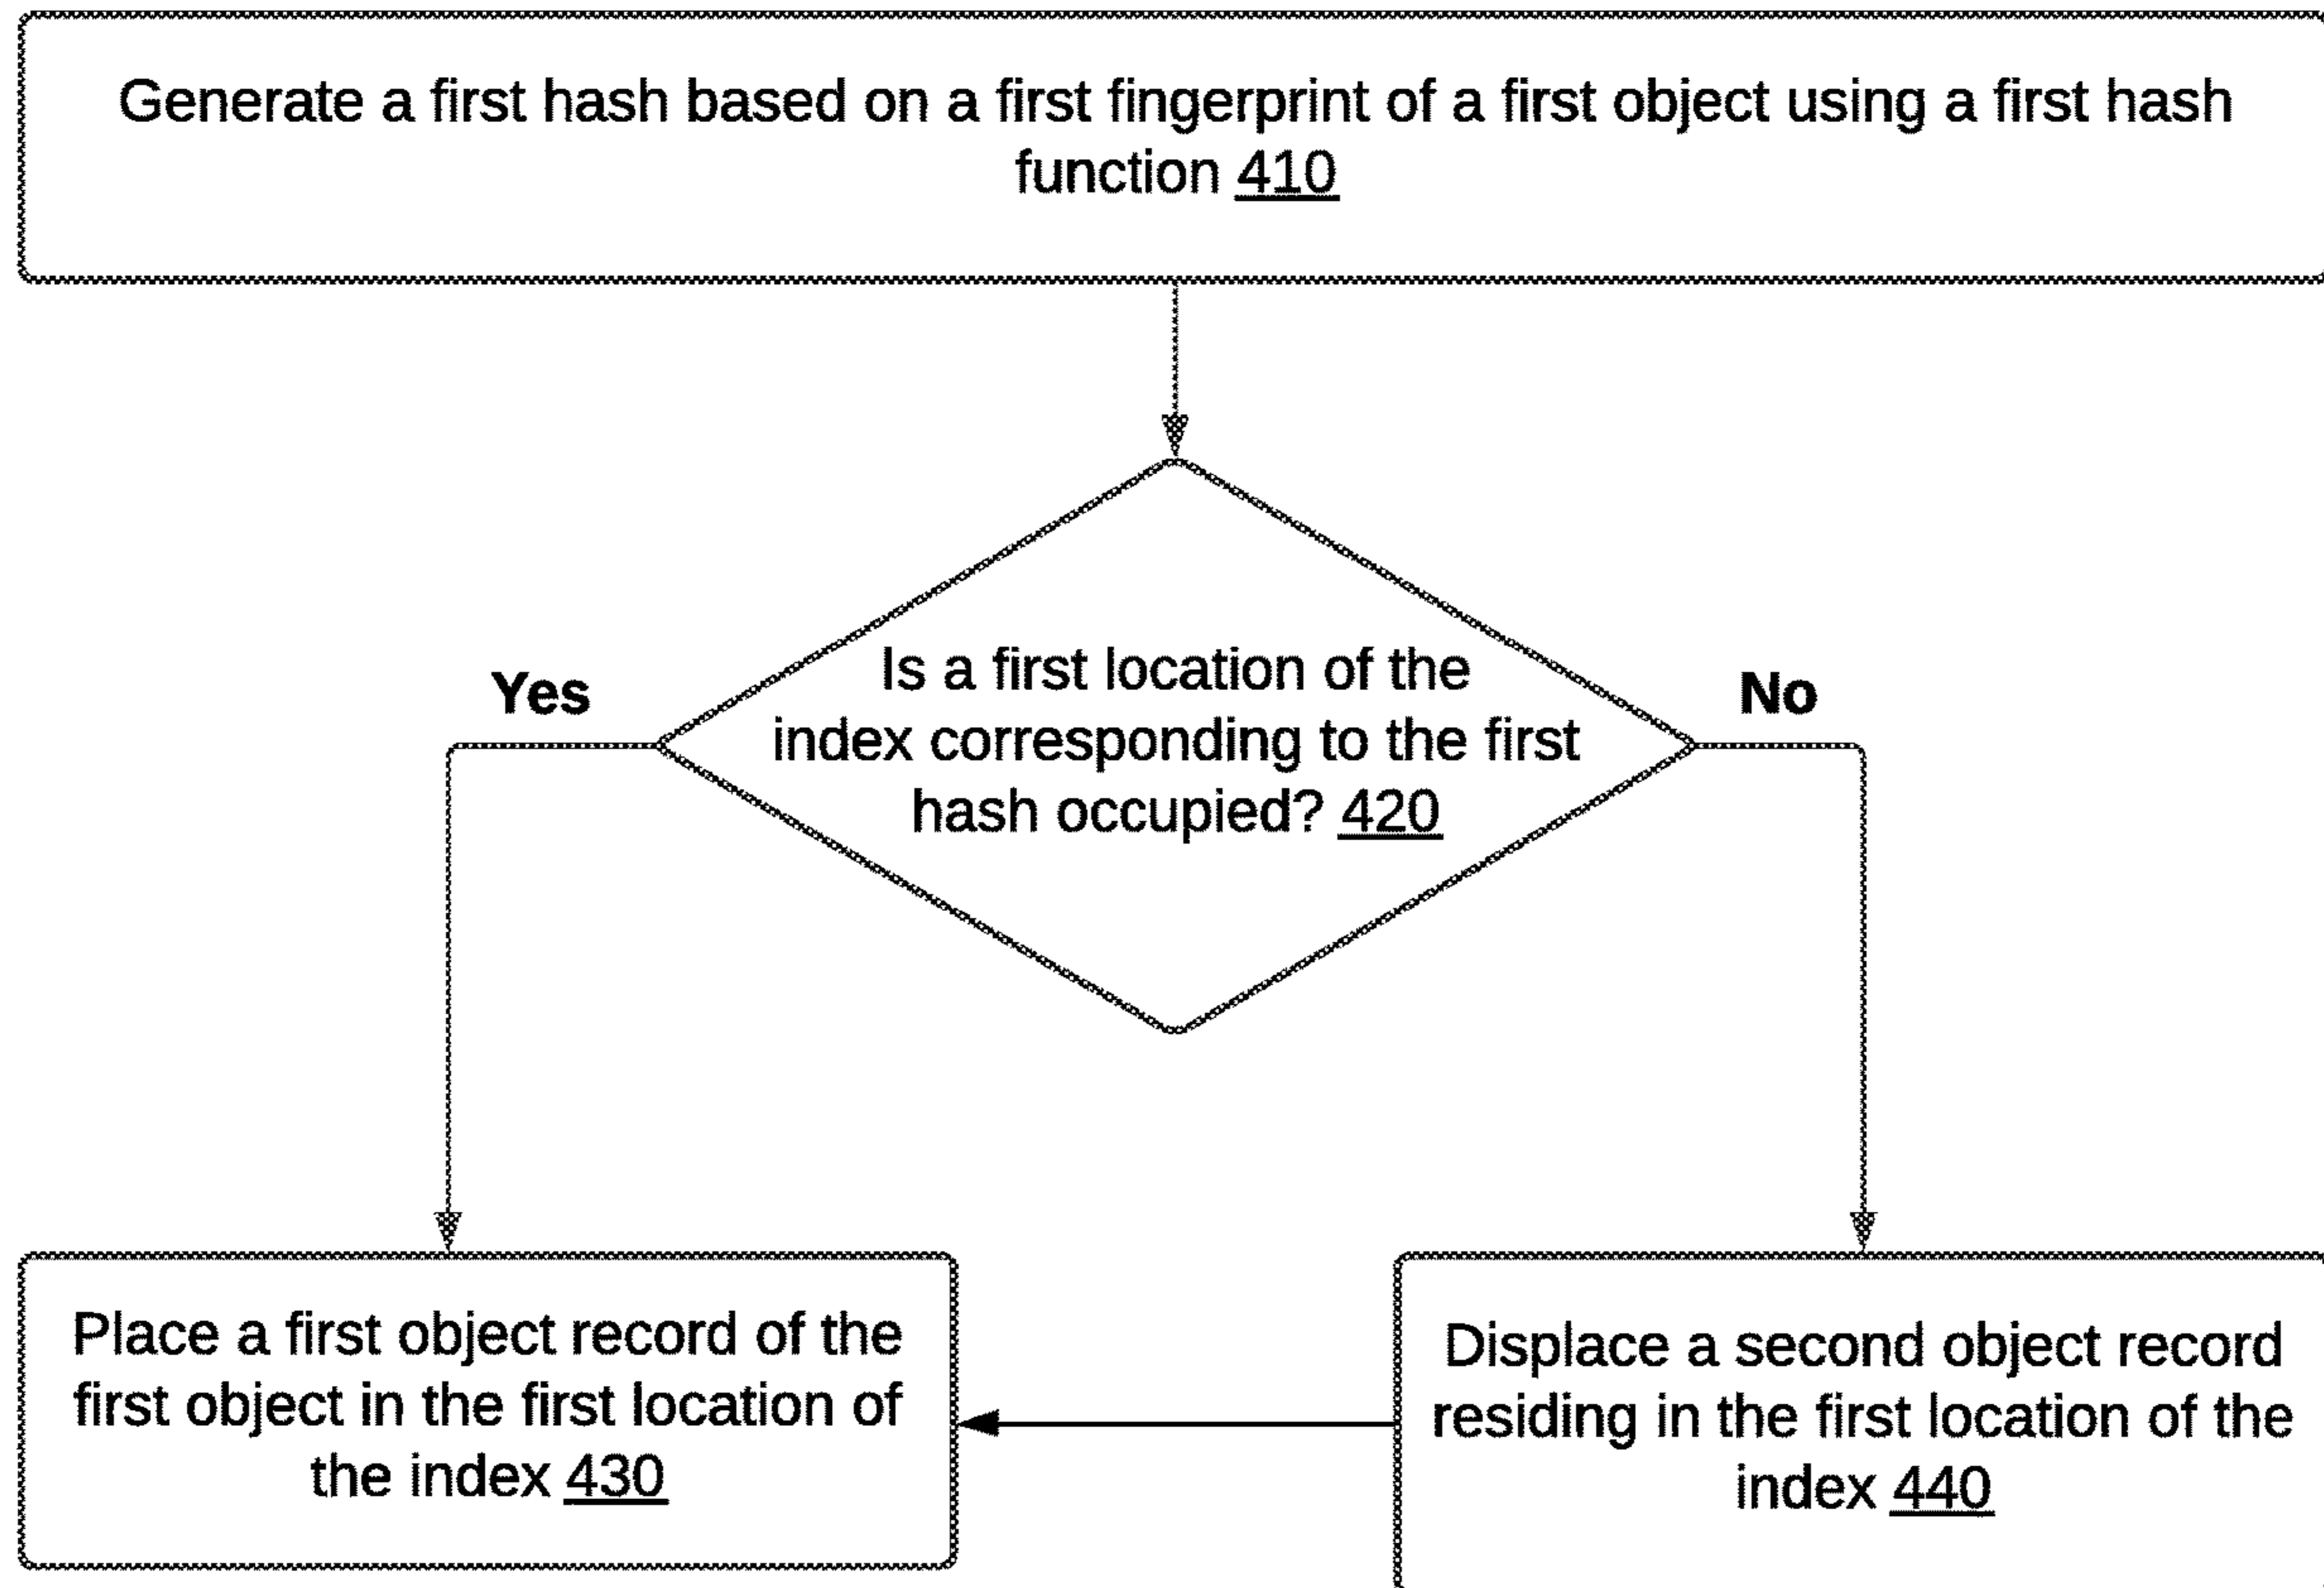 Generate a first hash based on a first fingerprint of a first object using a first hash
function 410
Is a first location of the
index corresponding to the first
hash occupied? 420
Yes
No
Place a first object record of the
first object in the first location of
the index 430
Displace a second object record
residing in the first location of the
index 440